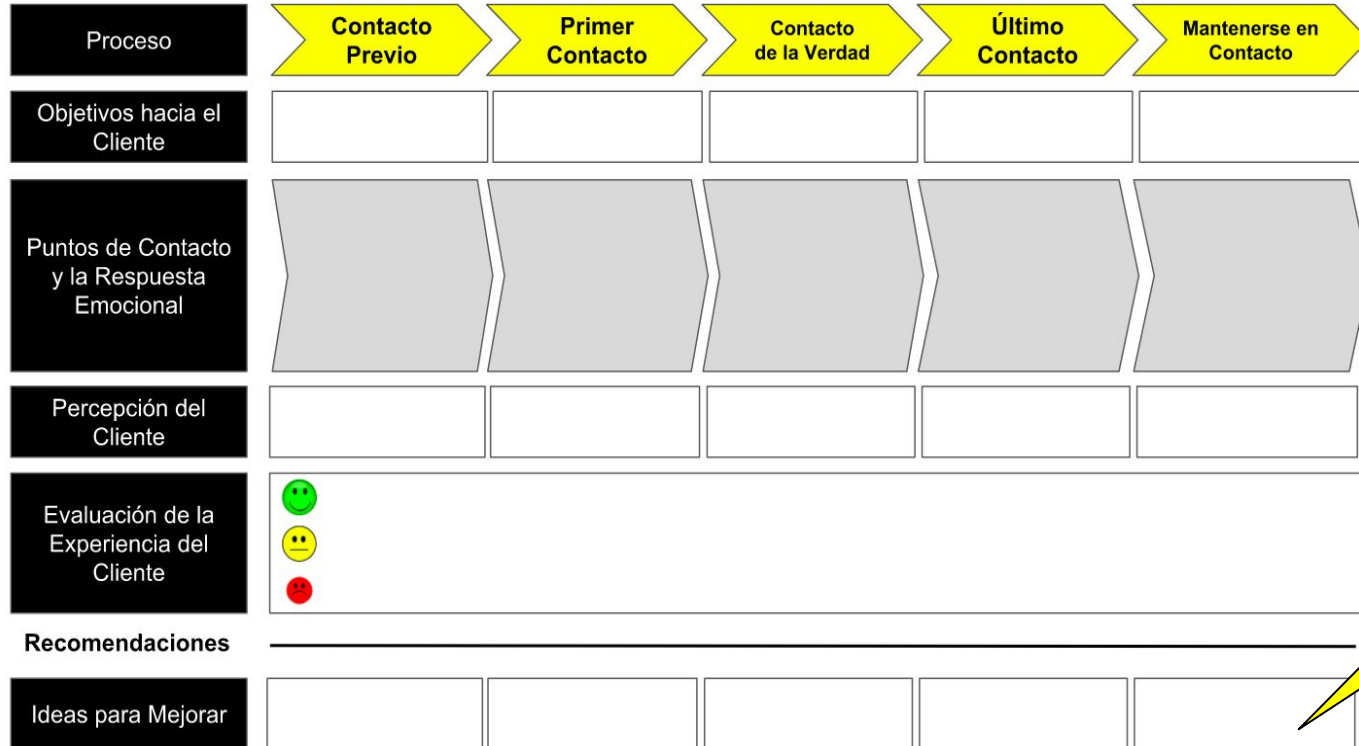 Proceso
Contacto
Previo
Primer
Contacto
Contacto
de la Verdad
Último
Contacto
Mantenerse en
Contacto
Objetivos hacia el
Cliente
Puntos de Contacto
y la Respuesta
Emocional
Percepción del
Cliente
Evaluación de la
Experiencia del
Cliente
Recomendaciones
Ideas para Mejorar